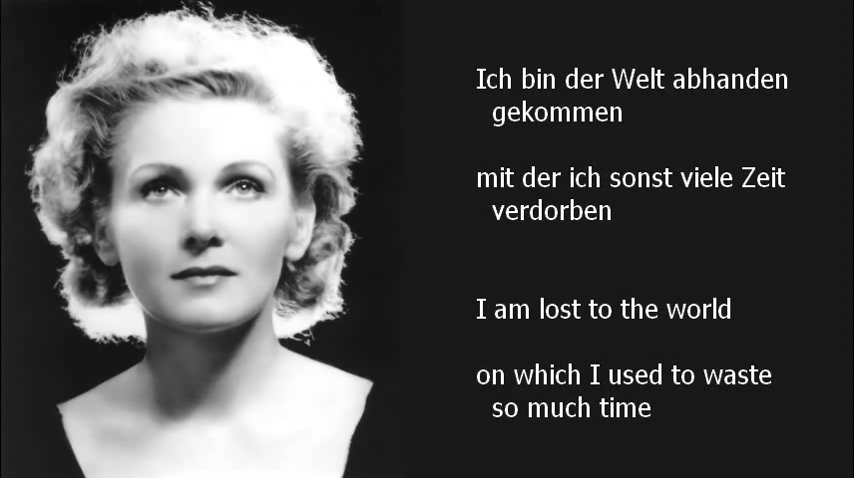 Ich bin der Welt abhanden
gekommen
mit der ich sonst viele Zeit
verdorben
I am lost to the world
on which I used to waste
so much time